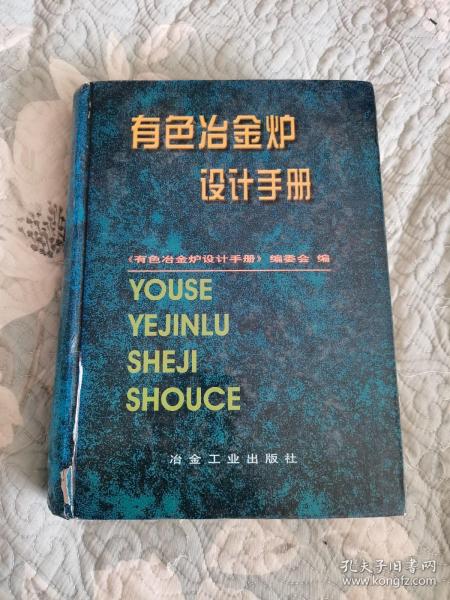 有色冶金炉
设计手册
《有色冶金炉设计手册》 编委会 编
YOUSE
YEJINLU
SHEJI
SHOUCE
冶金工业出版社
孔夫子旧书网
www.kongfz.com